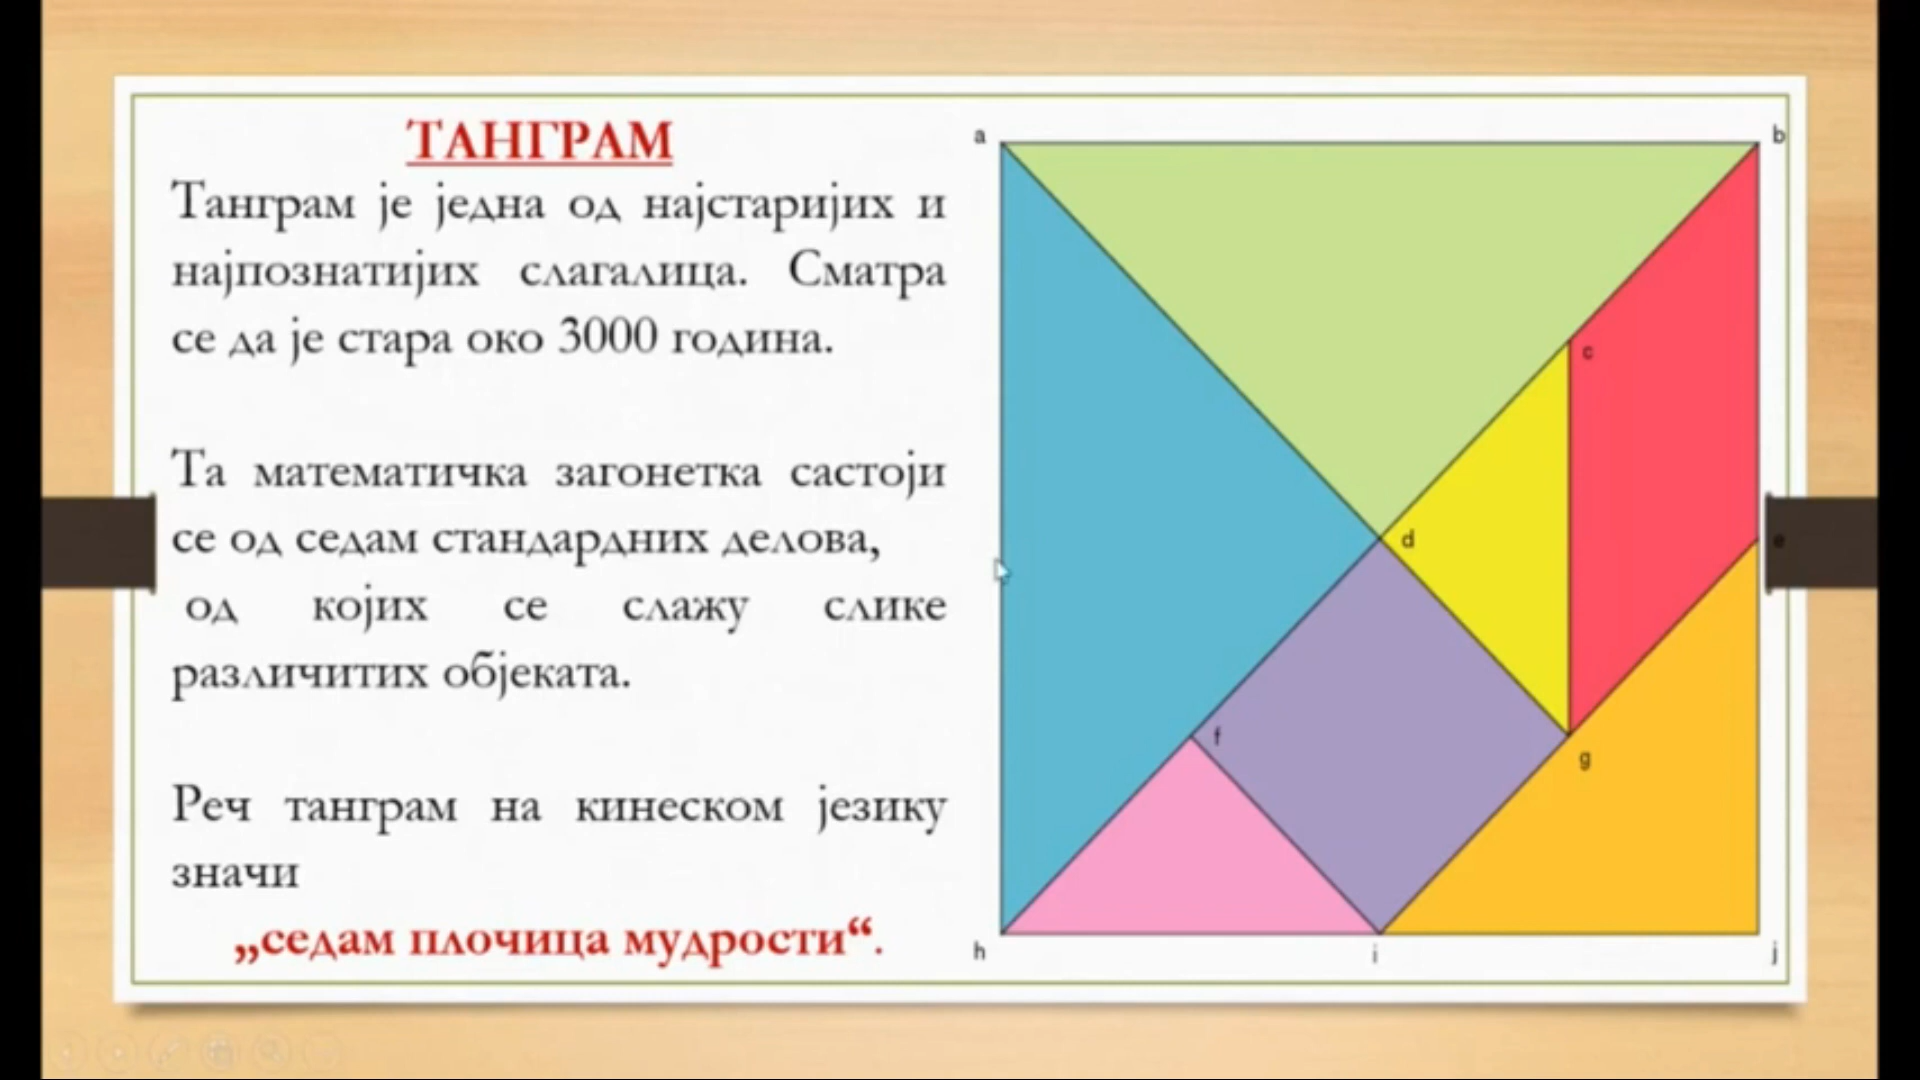 ТАНГРАМ
Танграм је једна од најстаријих и
најпознатијих слагалица. Сматра
се да је стара око 3000 година.
Та математичка загонетка састоји
се од седам стандардних делова,
од којих се слажу слике
различитих објеката.
Реч танграм на кинеском језику
значи
„седам плочица мудрости“.
a
b
c
d
e
f
g
h
i
j